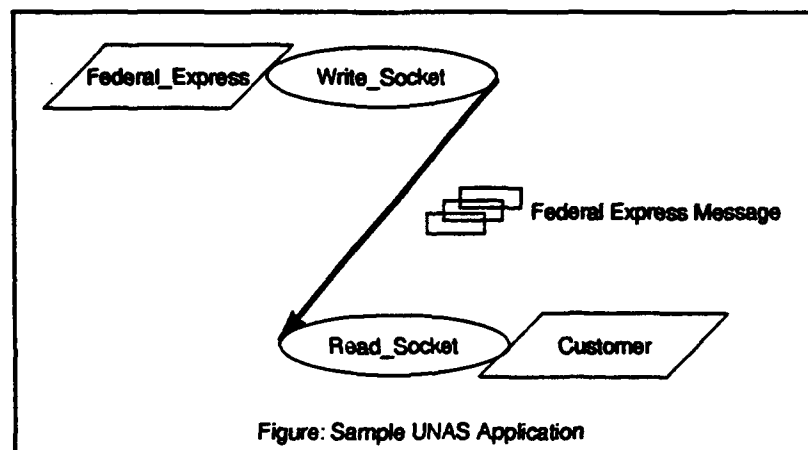 Federal_Express Write_Socket
Federal Express Message
Read_Socket Customer
Figure: Sample UNAS Application